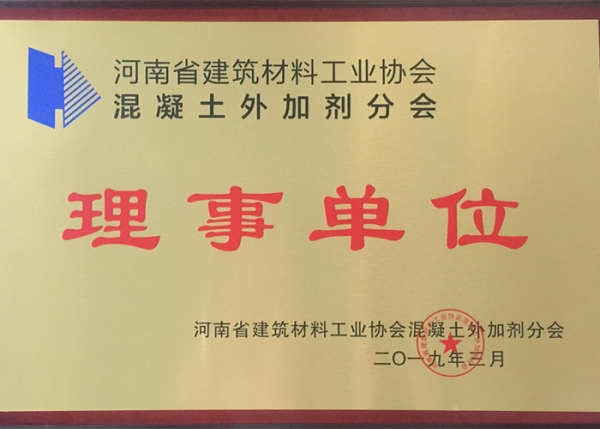 河南省建筑材料工业协会
混凝土外加剂分会
理事单位
河南省建筑材料工业协会混凝土外加剂分会
二〇一九年三月